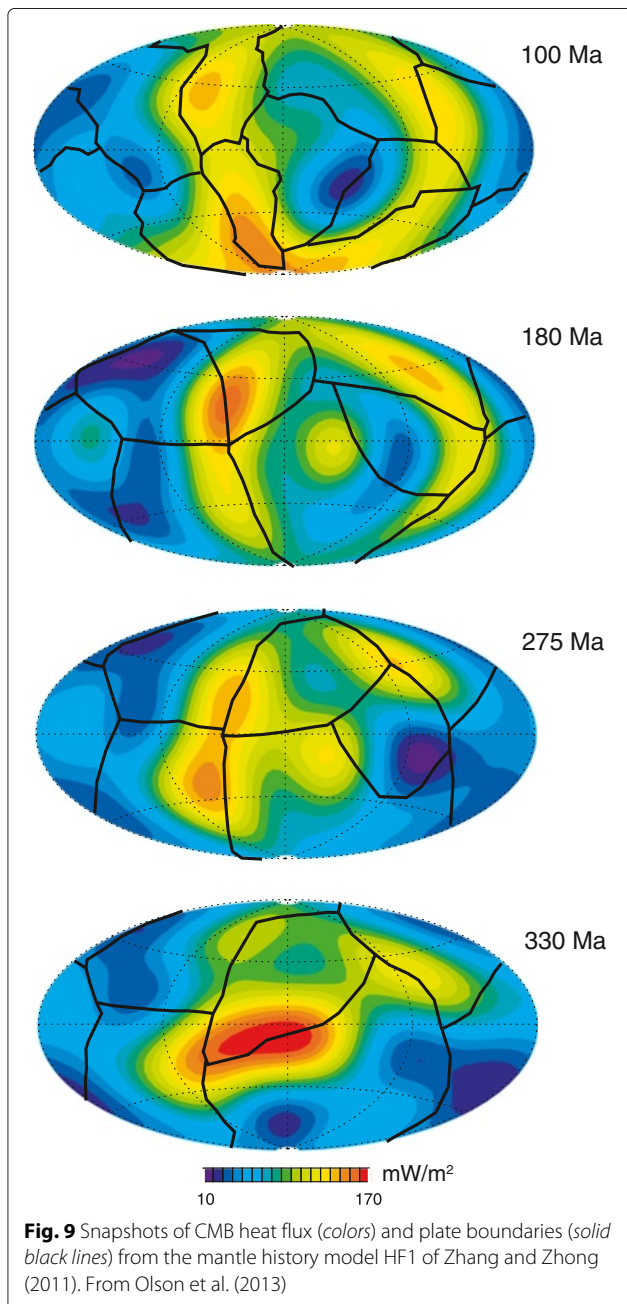 100 Ma
180 Ma
275 Ma
330 Ma
mW/m²
10 170
Fig. 9 Snapshots of CMB heat flux (colors) and plate boundaries (solid
black lines) from the mantle history model HF1 of Zhang and Zhong
(2011). From Olson et al. (2013)